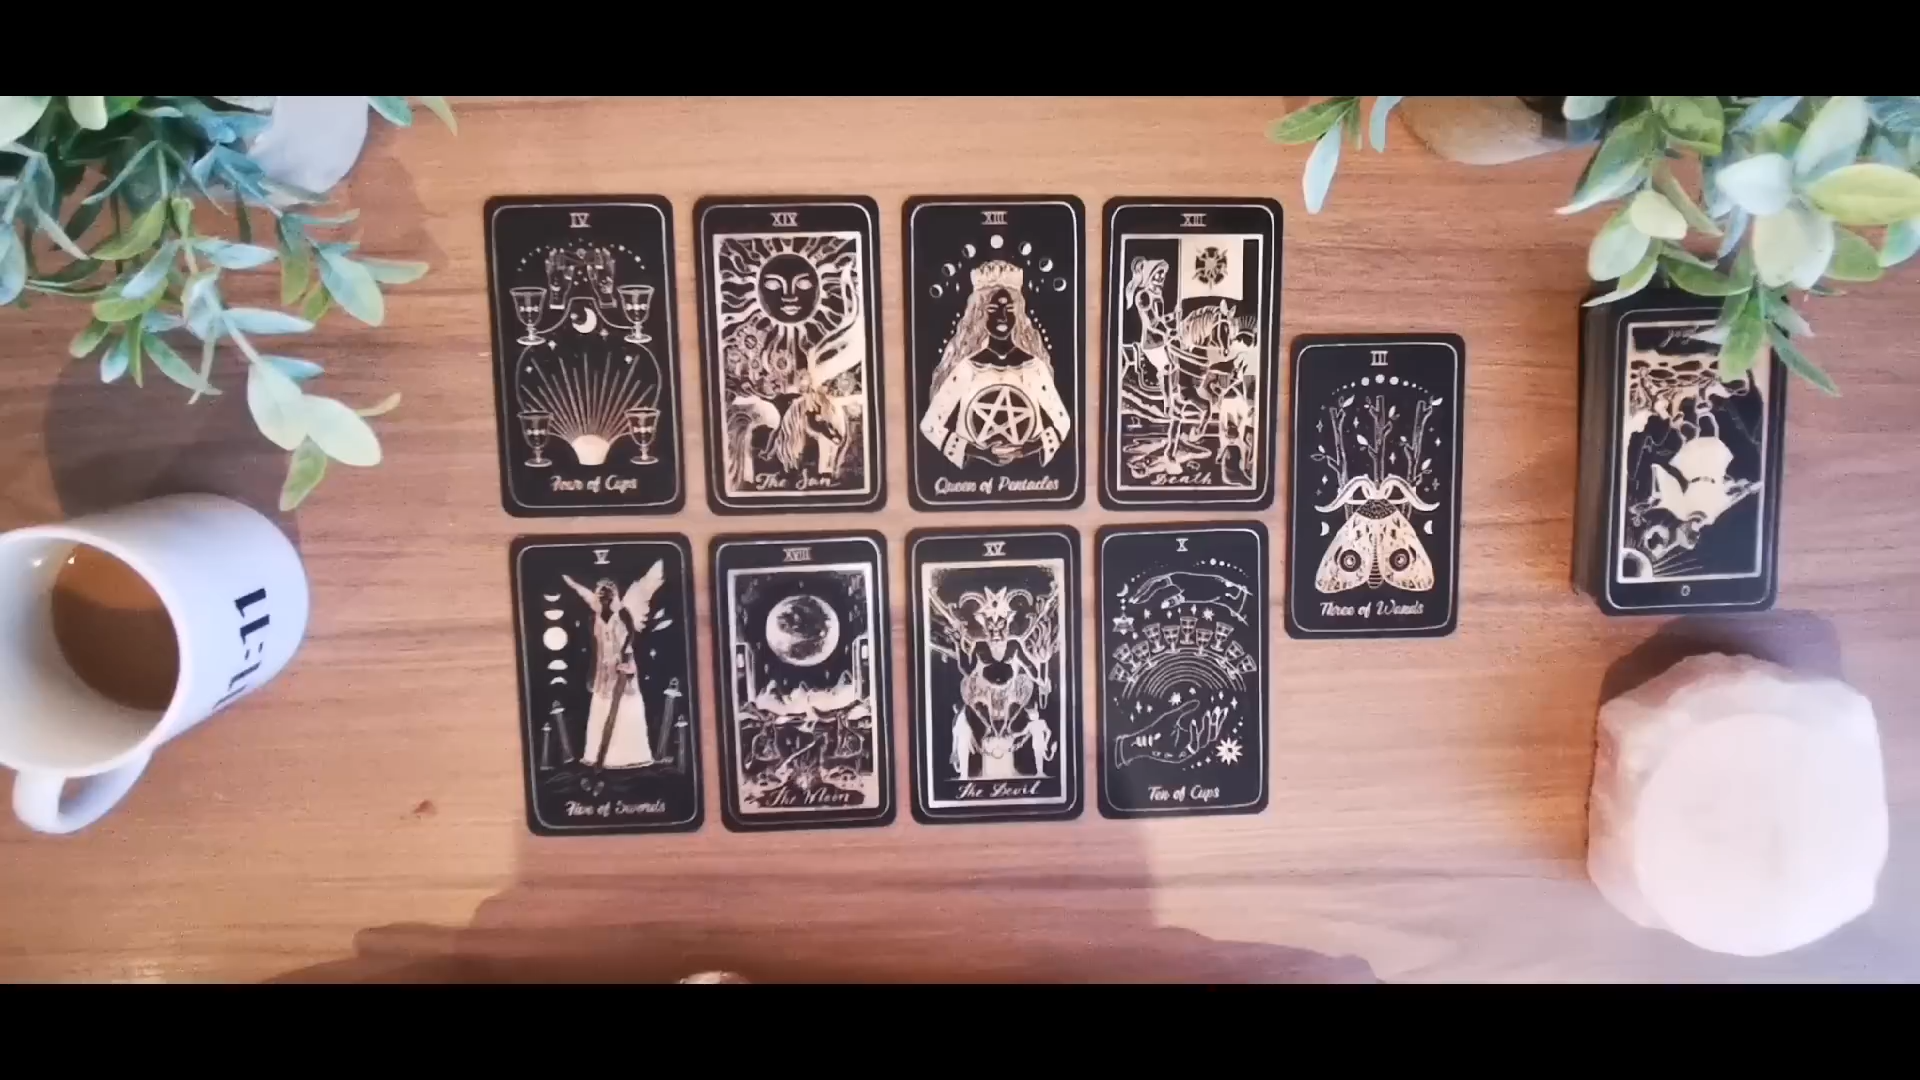 IV
Four of Cups
XIX
The Sun
XIII
Queen of Pentacles
XIII
Death
III
Three of Wands
V
Five of Swords
XVIII
The Moon
XV
The Devil
X
Ten of Cups
0
11:11